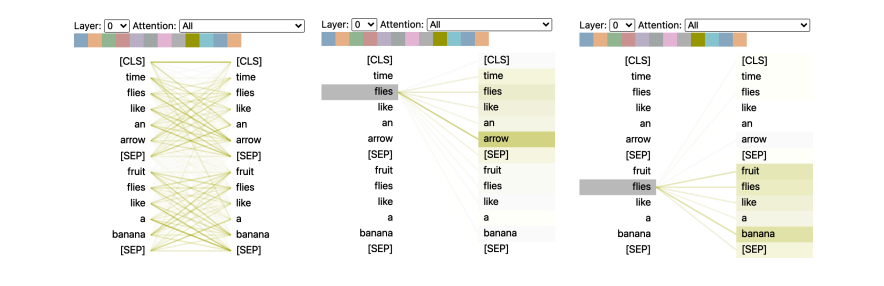 Layer: 0 Attention: All
[CLS] [CLS]
time time
flies flies
like like
an an
arrow arrow
[SEP] [SEP]
fruit fruit
flies flies
like like
a a
banana banana
[SEP] [SEP]
Layer: 0 Attention: All
[CLS] [CLS]
time time
flies flies
like like
an an
arrow arrow
[SEP] [SEP]
fruit fruit
flies flies
like like
a a
banana banana
[SEP] [SEP]
Layer: 0 Attention: All
[CLS] [CLS]
time time
flies flies
like like
an an
arrow arrow
[SEP] [SEP]
fruit fruit
flies flies
like like
a a
banana banana
[SEP] [SEP]